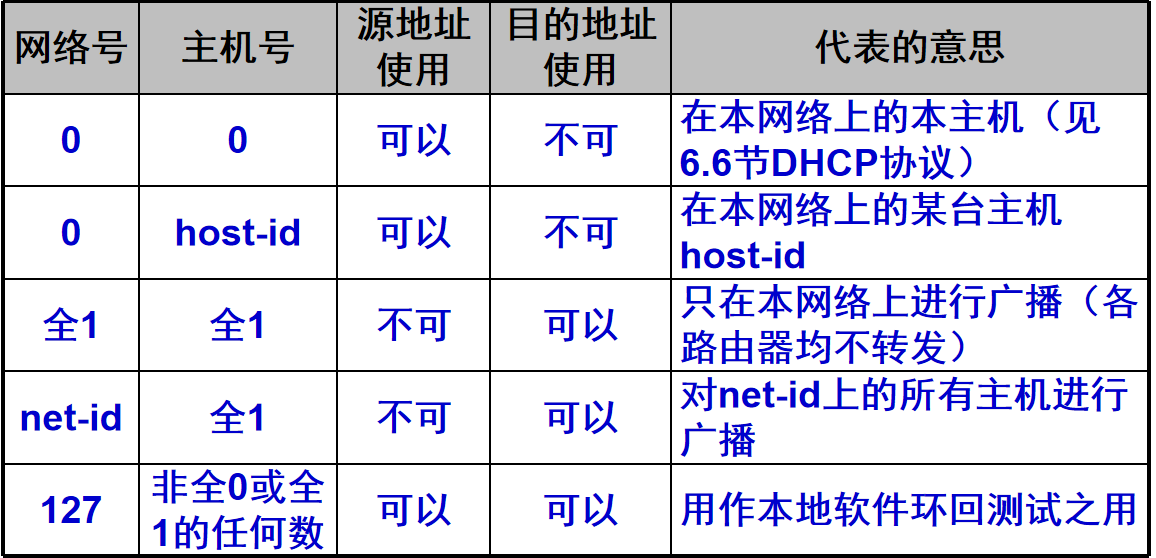 网络号
主机号
源地址
使用
目的地址
使用
代表的意思
0
0
可以
不可
在本网络上的本主机（见
6.6节DHCP协议）
0
host-id
可以
不可
在本网络上的某台主机
host-id
全1
全1
不可
可以
只在本网络上进行广播（各
路由器均不转发）
net-id
全1
不可
可以
对net-id上的所有主机进行
广播
127
非全0或全
1的任何数
可以
可以
用作本地软件环回测试之用